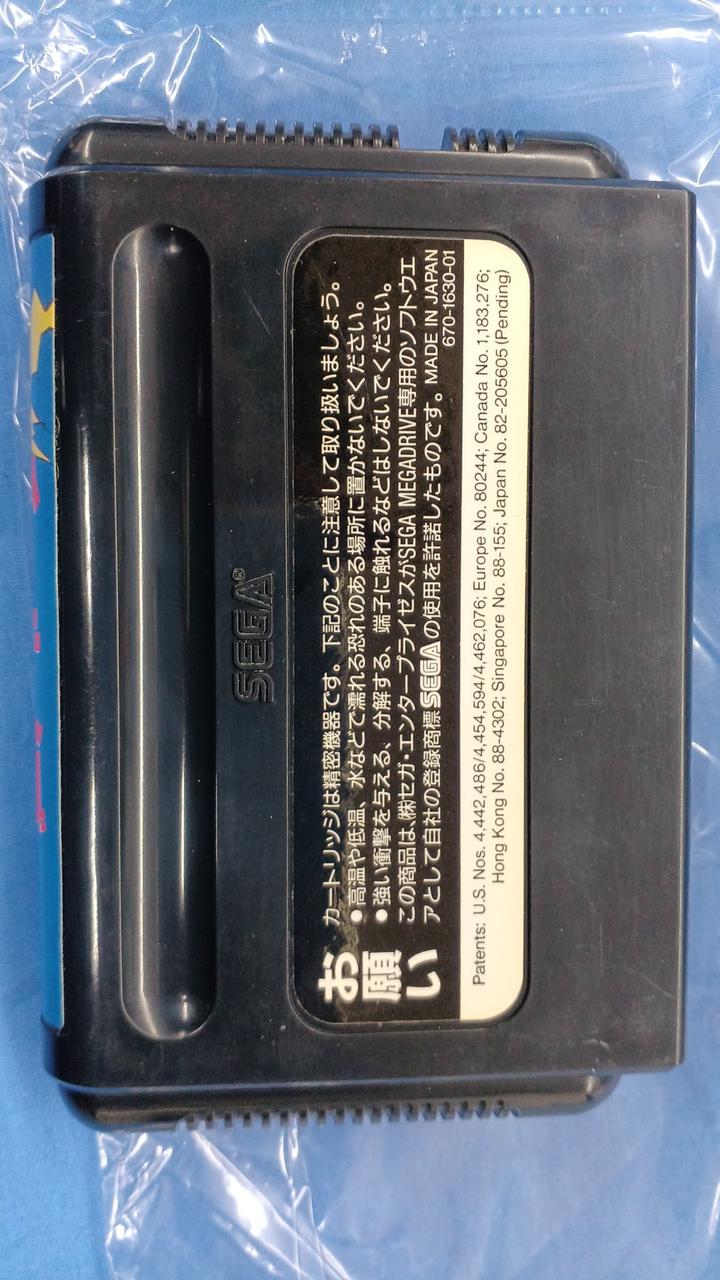 SEGA®
お願い
カートリッジは精密機器です。下記のことに注意して取り扱いましょう。
●高温や低温、水などで濡れる恐れのある場所に置かないでください。
●強い衝撃を与える、分解する、端子に触れるなどはしないでください。
この商品は、㈱セガ・エンタープライゼスがSEGA MEGADRIVE専用のソフトウエ
アとして自社の登録商標SEGAの使用を許諾したものです。 MADE IN JAPAN
670-1630-01
Patents: U.S. Nos. 4,442,486/4,454,594/4,462,076; Europe No. 80244; Canada No. 1,183,276;
Hong Kong No. 88-4302; Singapore No. 88-155; Japan No. 82-205605 (Pending)